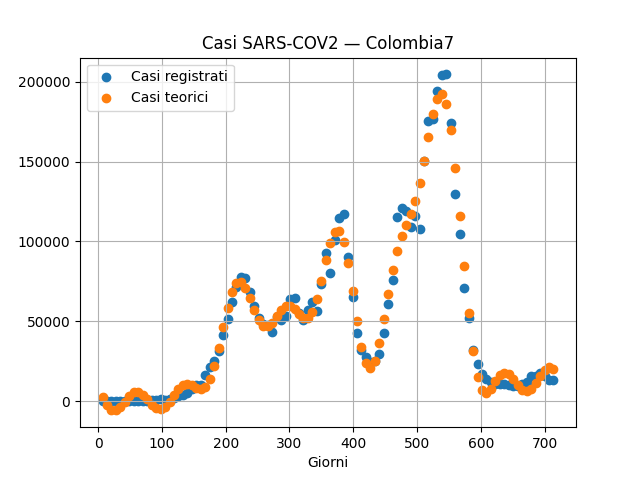 Casi SARS-COV2 — Colombia7
Casi registrati
Casi teorici
200000
150000
100000
50000
0
0 100 200 300 400 500 600 700
Giorni